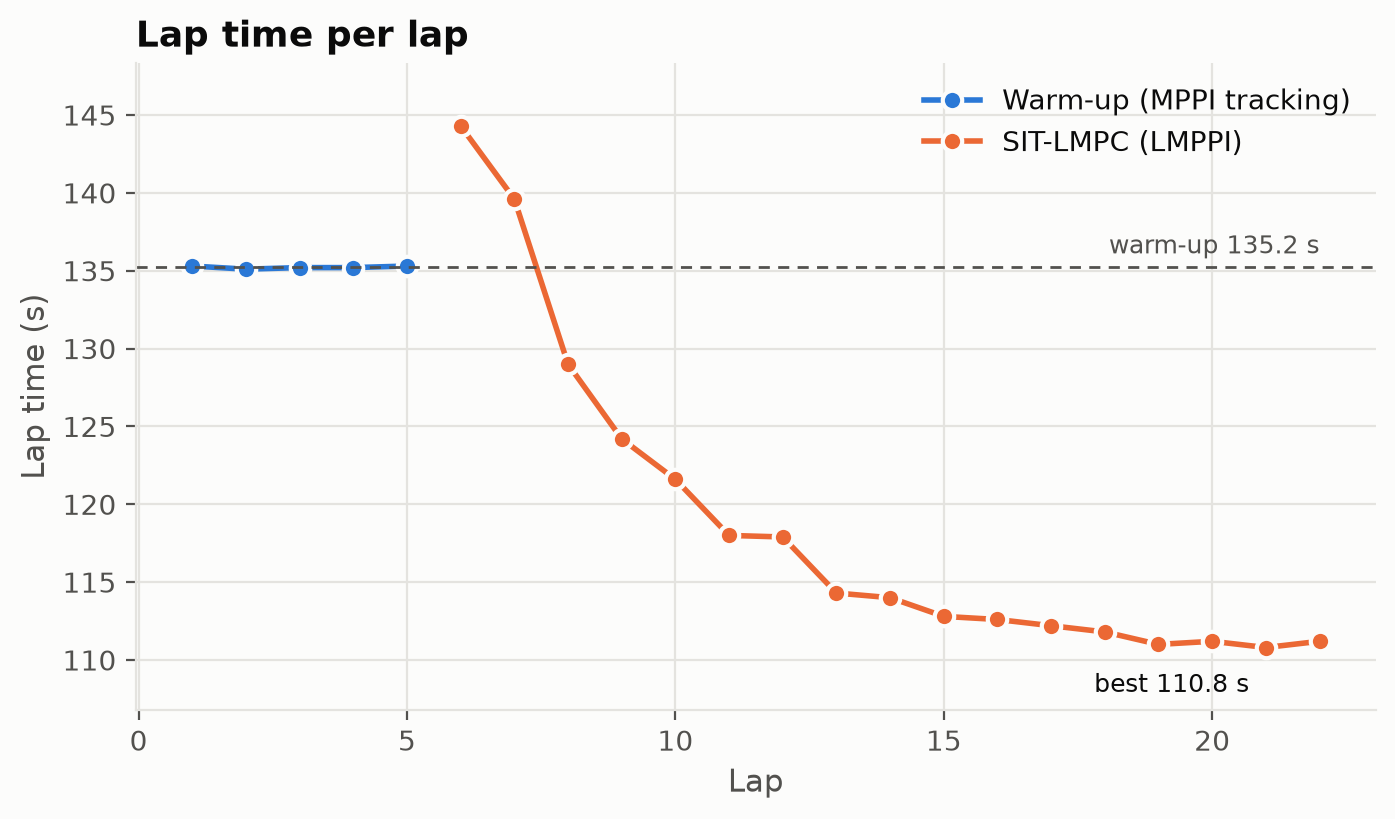 Lap time per lap
Warm-up (MPPI tracking)
SIT-LMPC (LMPPI)
warm-up 135.2 s
best 110.8 s
Lap time (s)
145
140
135
130
125
120
115
110
0 5 10 15 20
Lap